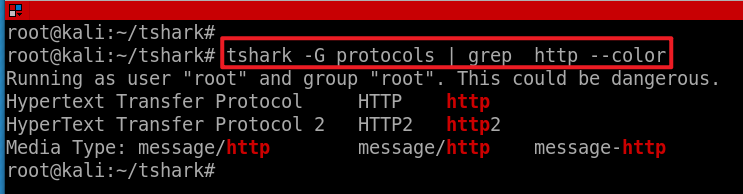 root@kali:~/tshark#
root@kali:~/tshark# tshark -G protocols | grep  http --color
Running as user "root" and group "root". This could be dangerous.
Hypertext Transfer Protocol     HTTP    http
HyperText Transfer Protocol 2   HTTP2   http2
Media Type: message/http        message/http    message-http
root@kali:~/tshark#